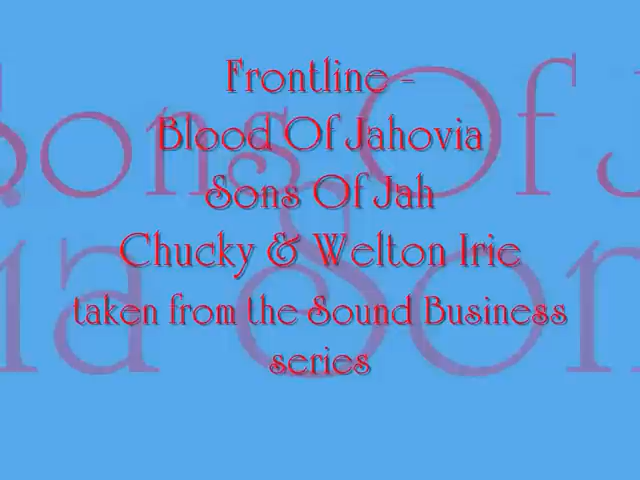 Frontline -
Blood Of Jahovia
Sons Of Jah
Chucky & Welton Irie
taken from the Sound Business
series